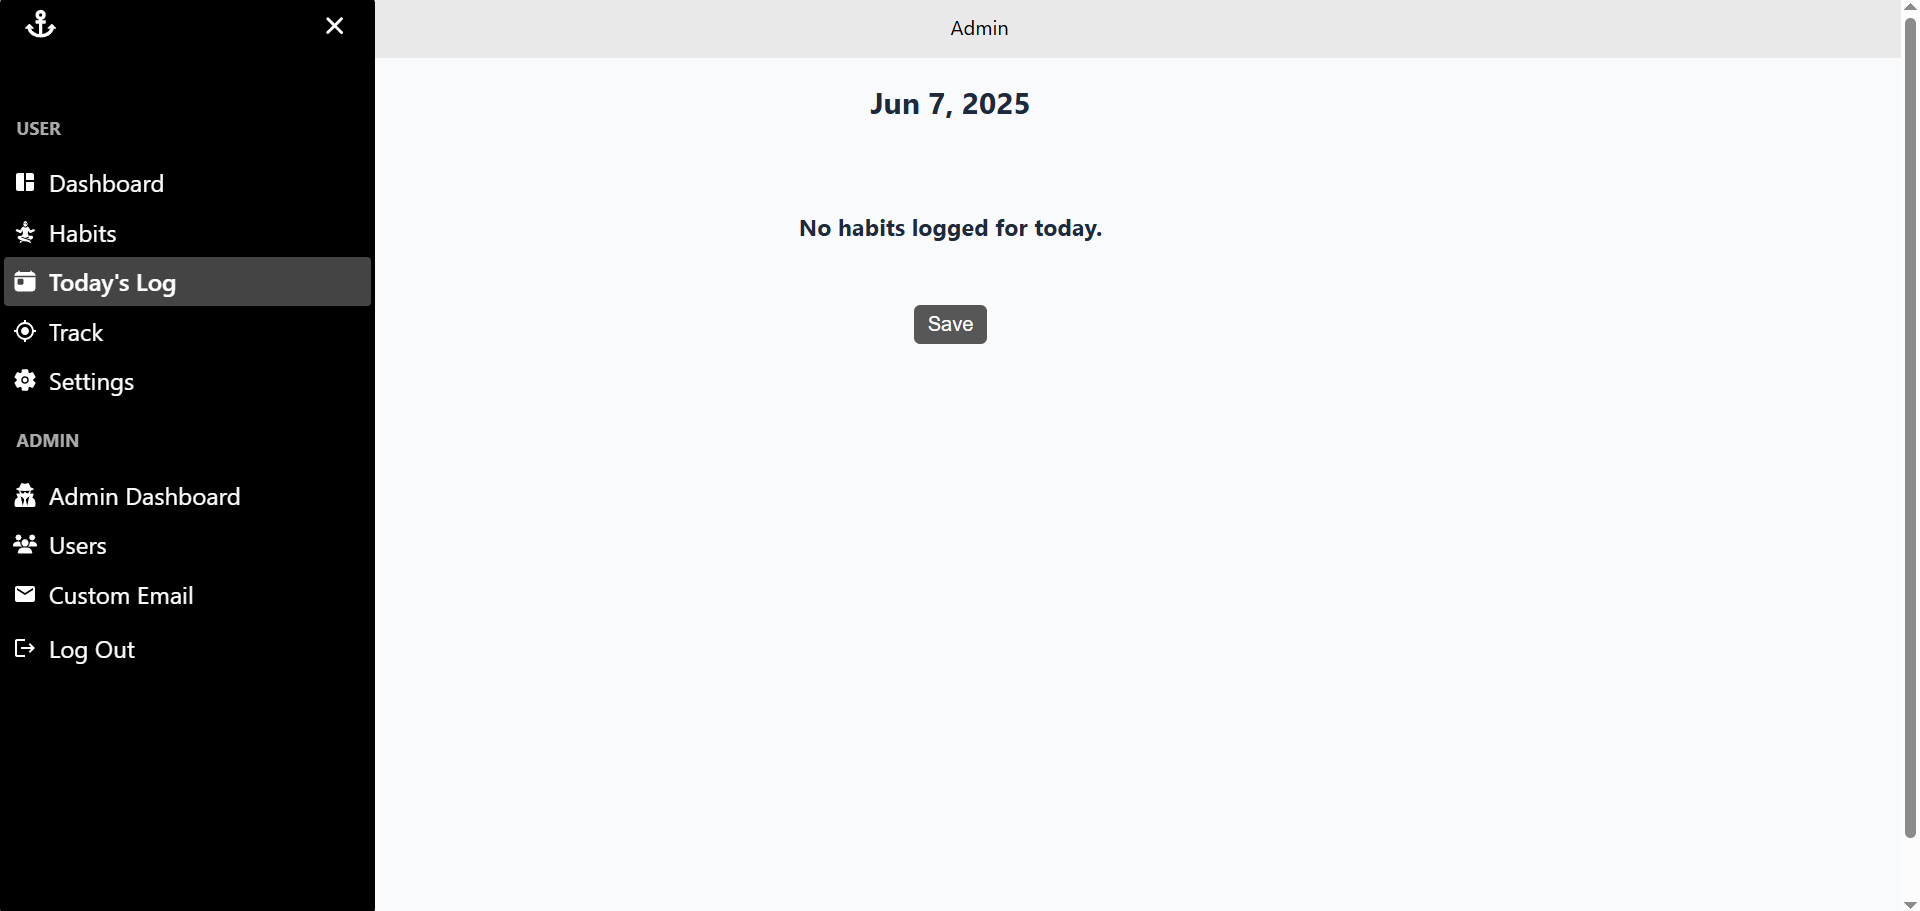 USER
Dashboard
Habits
Today's Log
Track
Settings
ADMIN
Admin Dashboard
Users
Custom Email
Log Out
Admin
Jun 7, 2025
No habits logged for today.
Save